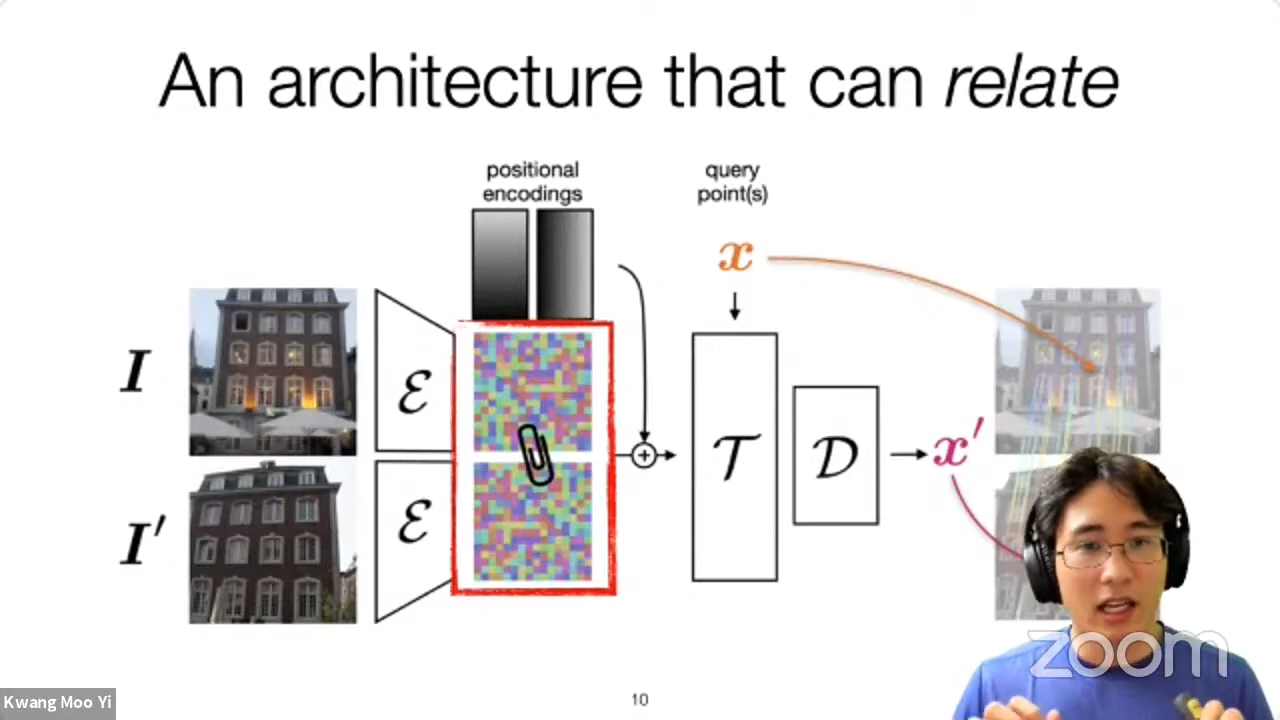 An architecture that can relate
positional
encodings
query
point(s)
x
I
ℰ
𝒯
𝒟
x′
I′
ℰ
zoom
Kwang Moo Yi
10